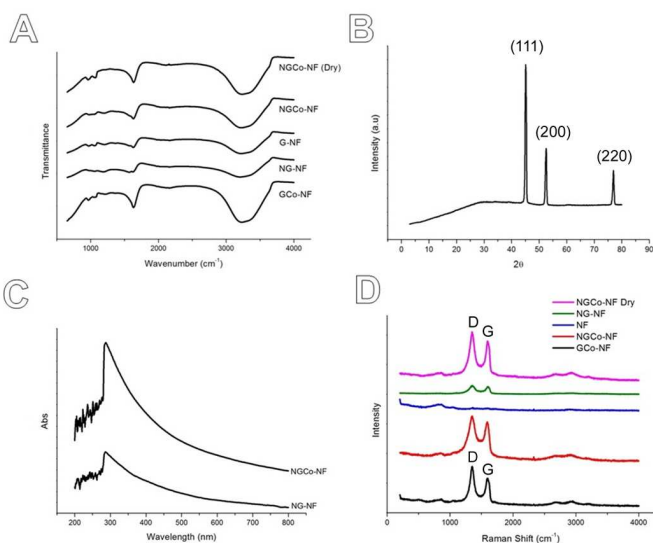 A
Transmittance
NGCo-NF (Dry)
NGCo-NF
G-NF
NG-NF
GCo-NF
1000 2000 3000 4000
Wavenumber (cm⁻¹)
B
Intensity (a.u)
(111)
(200)
(220)
0 10 20 30 40 50 60 70 80 90
2θ
C
Abs
NGCo-NF
NG-NF
200 300 400 500 600 700 800
Wavelength (nm)
D
Intensity
NGCo-NF Dry
NG-NF
NF
NGCo-NF
GCo-NF
D G
D G
0 1000 2000 3000 4000
Raman Shift (cm⁻¹)